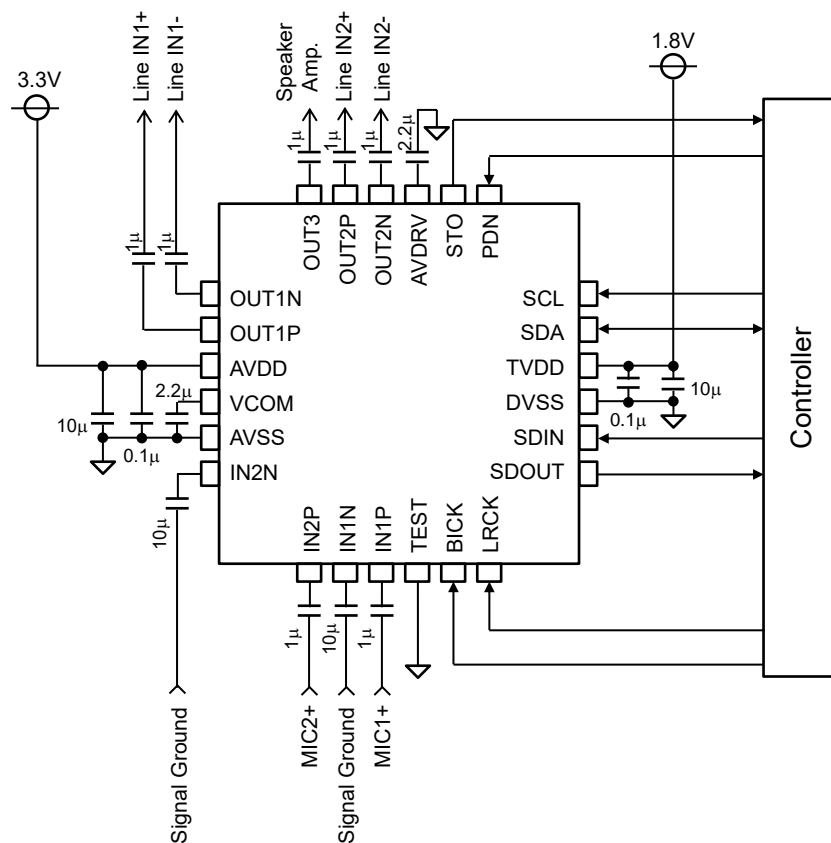 Line IN1+
Line IN1-
Speaker
Amp.
Line IN2+
Line IN2-
1.8V
3.3V
1μ
1μ
1μ
2.2μ
1μ
1μ
OUT3
OUT2P
OUT2N
AVDRV
STO
PDN
OUT1N
OUT1P
AVDD
VCOM
AVSS
IN2N
SCL
SDA
TVDD
DVSS
SDIN
SDOUT
2.2μ
10μ
0.1μ
10μ
0.1μ
Controller
IN2P
IN1N
IN1P
TEST
BICK
LRCK
10μ
1μ
10μ
1μ
Signal Ground
MIC2+
Signal Ground
MIC1+